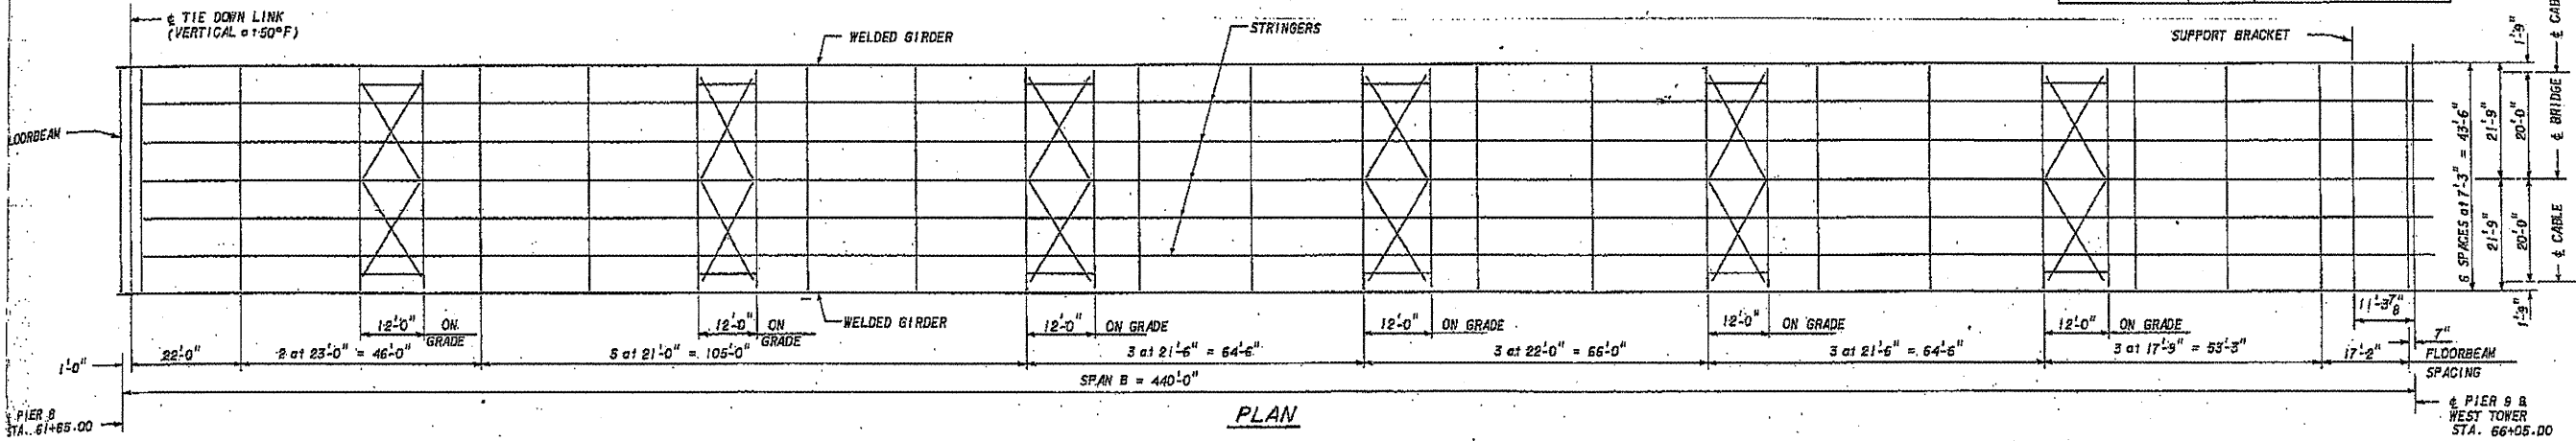 ₵ TIE DOWN LINK
(VERTICAL at 50°F)
WELDED GIRDER
STRINGERS
SUPPORT BRACKET
LOORBEAM
6 SPACES at 7'-3" = 43'-6"
21'-9"
21'-9"
1'-9"
20'-0"
20'-0"
1'-9"
₵ CAB
₵ BRIDGE
₵ CABLE
12'-0" ON GRADE
12'-0" ON GRADE
WELDED GIRDER
12'-0" ON GRADE
12'-0" ON GRADE
12'-0" ON GRADE
12'-0" ON GRADE
11'-3 7/8"
7"
1'-0"
22'-0"
2 at 23'-0" = 46'-0"
5 at 21'-0" = 105'-0"
3 at 21'-6" = 64'-6"
3 at 22'-0" = 66'-0"
3 at 21'-6" = 64'-6"
3 at 17'-9" = 53'-3"
17'-2"
FLOORBEAM
SPACING
SPAN B = 440'-0"
PIER 8
STA. 61+65.00
PLAN
₵ PIER 9 &
WEST TOWER
STA. 66+05.00